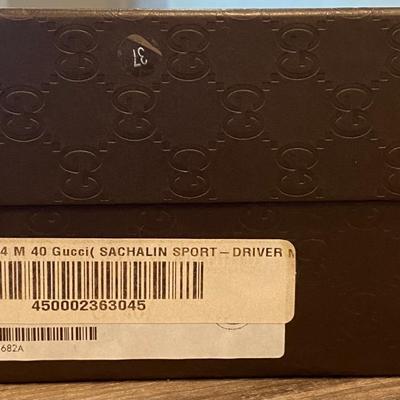 37
4 M 40 Gucci( SACHALIN SPORT–DRIVER
450002363045
682A